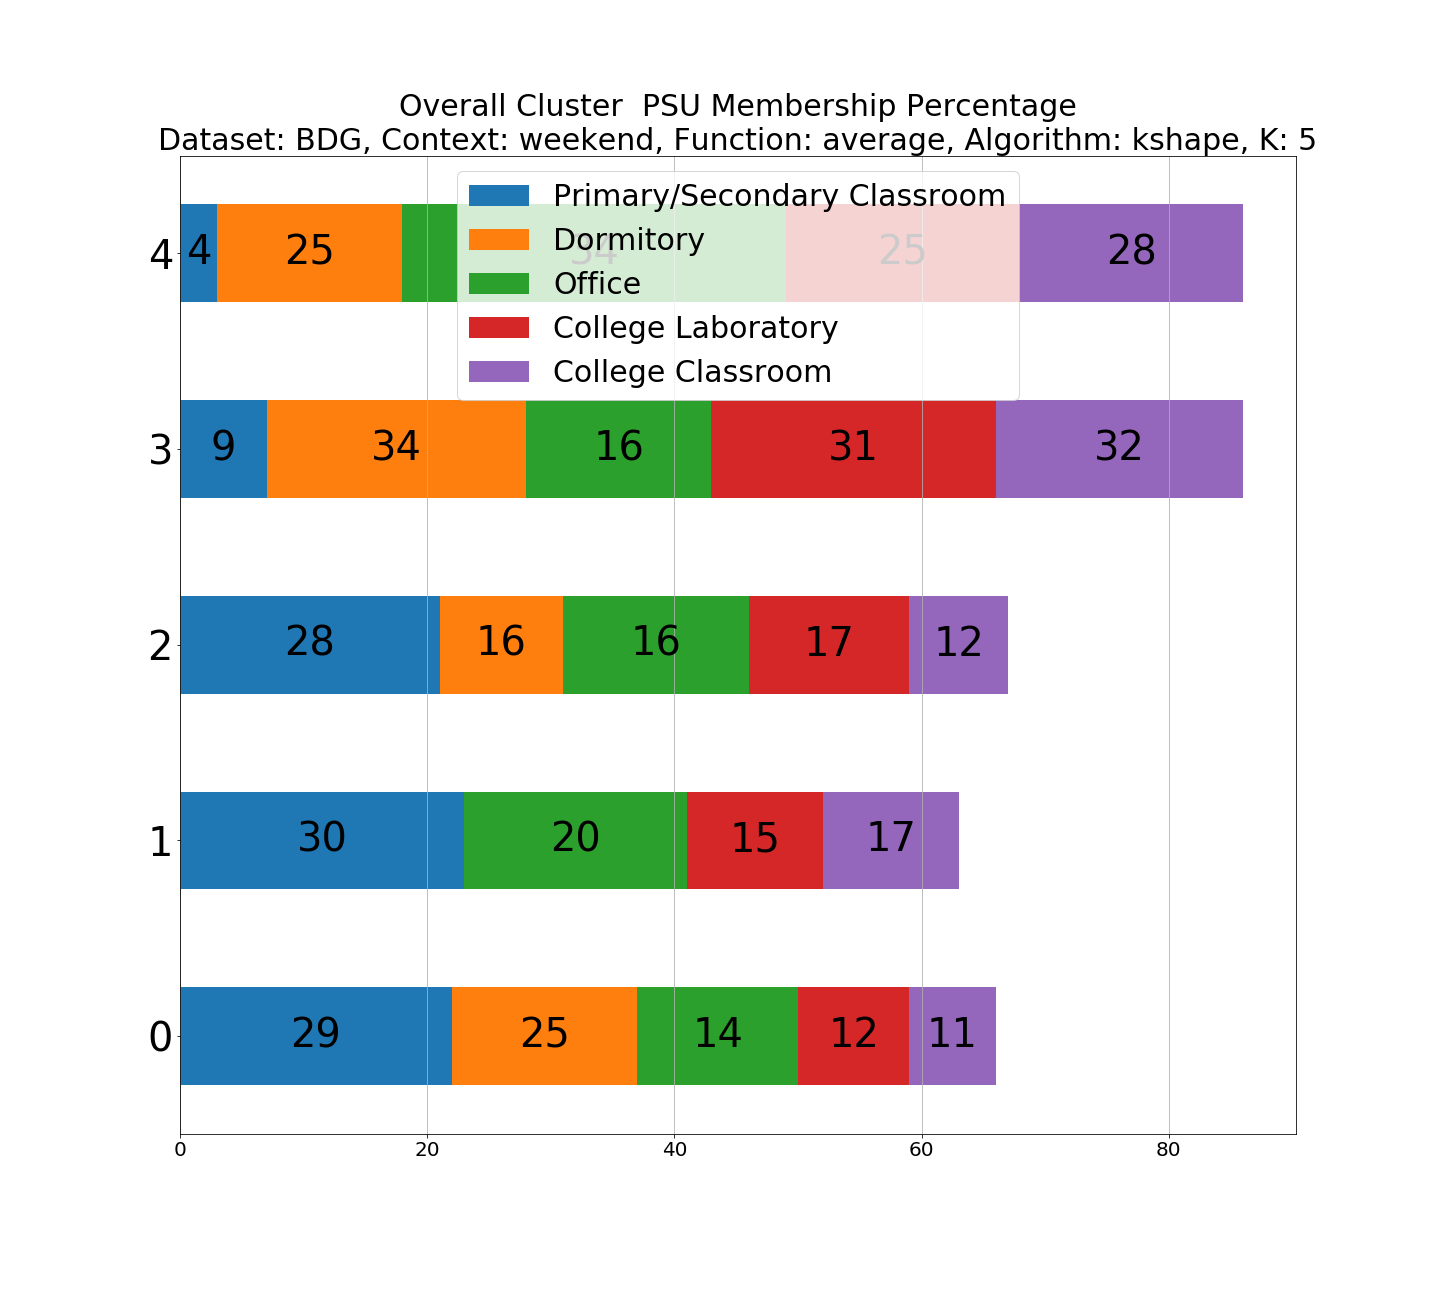 Overall Cluster  PSU Membership Percentage
Dataset: BDG, Context: weekend, Function: average, Algorithm: kshape, K: 5
Primary/Secondary Classroom
Dormitory
Office
College Laboratory
College Classroom
4 4 25 34 25 28
3 9 34 16 31 32
2 28 16 16 17 12
1 30 20 15 17
0 29 25 14 12 11
0 20 40 60 80